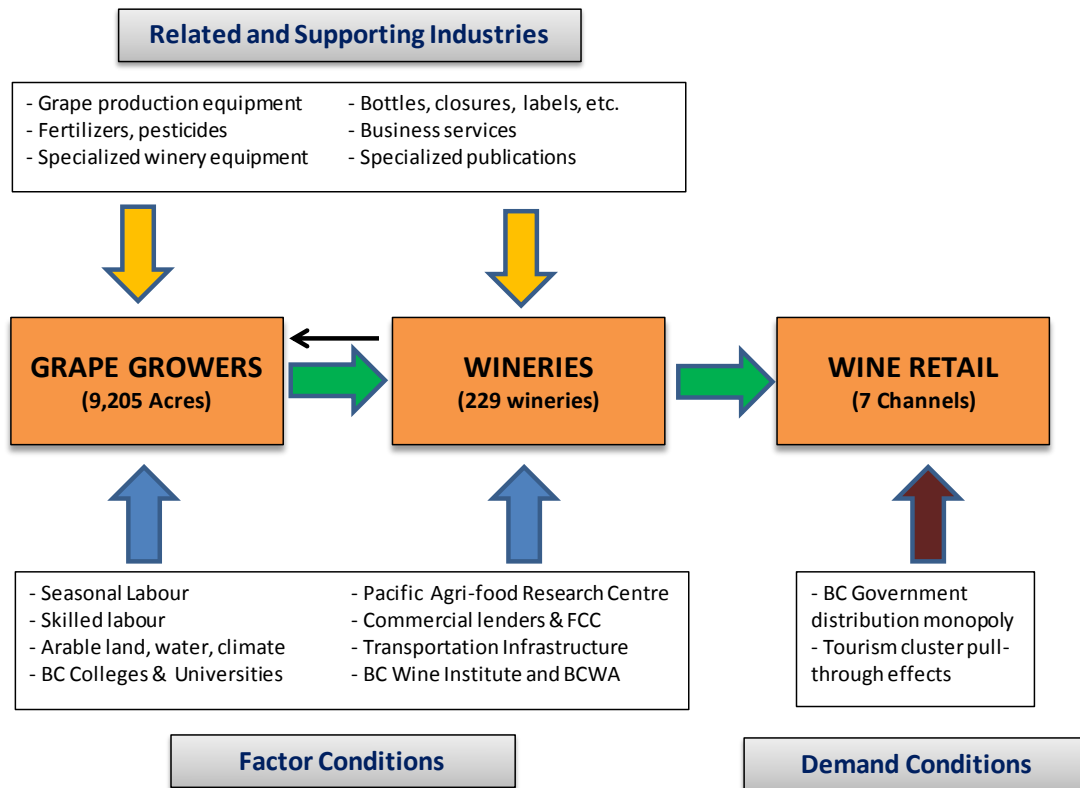 Related and Supporting Industries
- Grape production equipment
- Fertilizers, pesticides
- Specialized winery equipment
- Bottles, closures, labels, etc.
- Business services
- Specialized publications
GRAPE GROWERS
(9,205 Acres)
WINERIES
(229 wineries)
WINE RETAIL
(7 Channels)
- Seasonal Labour
- Skilled labour
- Arable land, water, climate
- BC Colleges & Universities
- Pacific Agri-food Research Centre
- Commercial lenders & FCC
- Transportation Infrastructure
- BC Wine Institute and BCWA
- BC Government
distribution monopoly
- Tourism cluster pull-
through effects
Factor Conditions
Demand Conditions